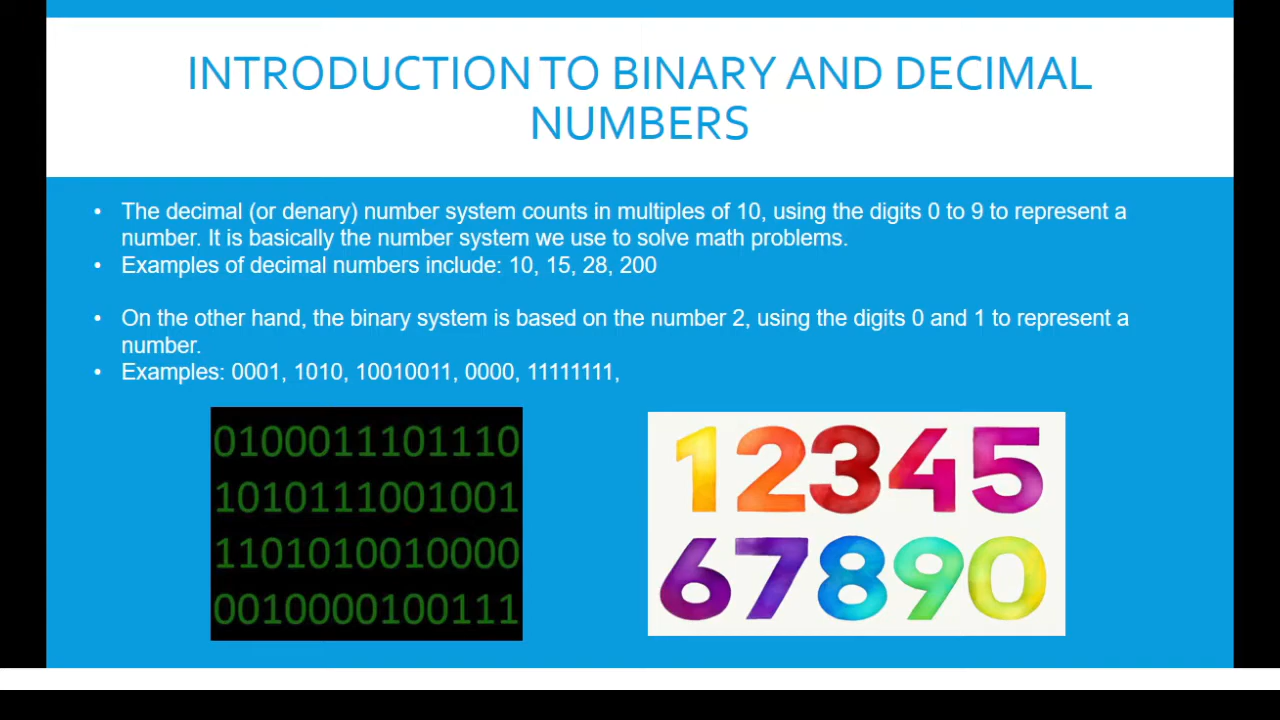 INTRODUCTION TO BINARY AND DECIMAL
NUMBERS
• The decimal (or denary) number system counts in multiples of 10, using the digits 0 to 9 to represent a
number. It is basically the number system we use to solve math problems.
• Examples of decimal numbers include: 10, 15, 28, 200
• On the other hand, the binary system is based on the number 2, using the digits 0 and 1 to represent a
number.
• Examples: 0001, 1010, 10010011, 0000, 11111111,
0100011101110
1010111001001
1101010010000
0010000100111
12345
67890